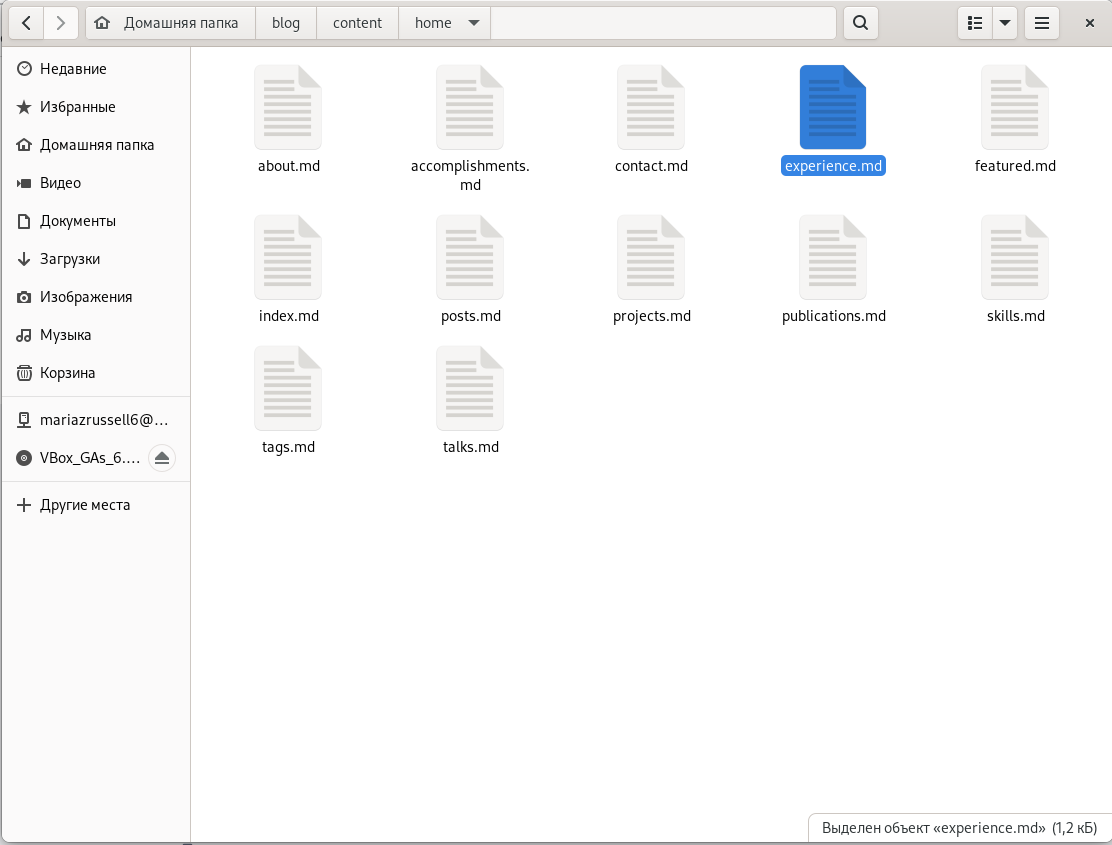 Домашняя папка
blog
content
home
Недавние
Избранные
Домашняя папка
Видео
Документы
Загрузки
Изображения
Музыка
Корзина
mariazrussell6@...
VBox_GAs_6....
Другие места
about.md
accomplishments.
md
contact.md
experience.md
featured.md
index.md
posts.md
projects.md
publications.md
skills.md
tags.md
talks.md
Выделен объект «experience.md» (1,2 кБ)